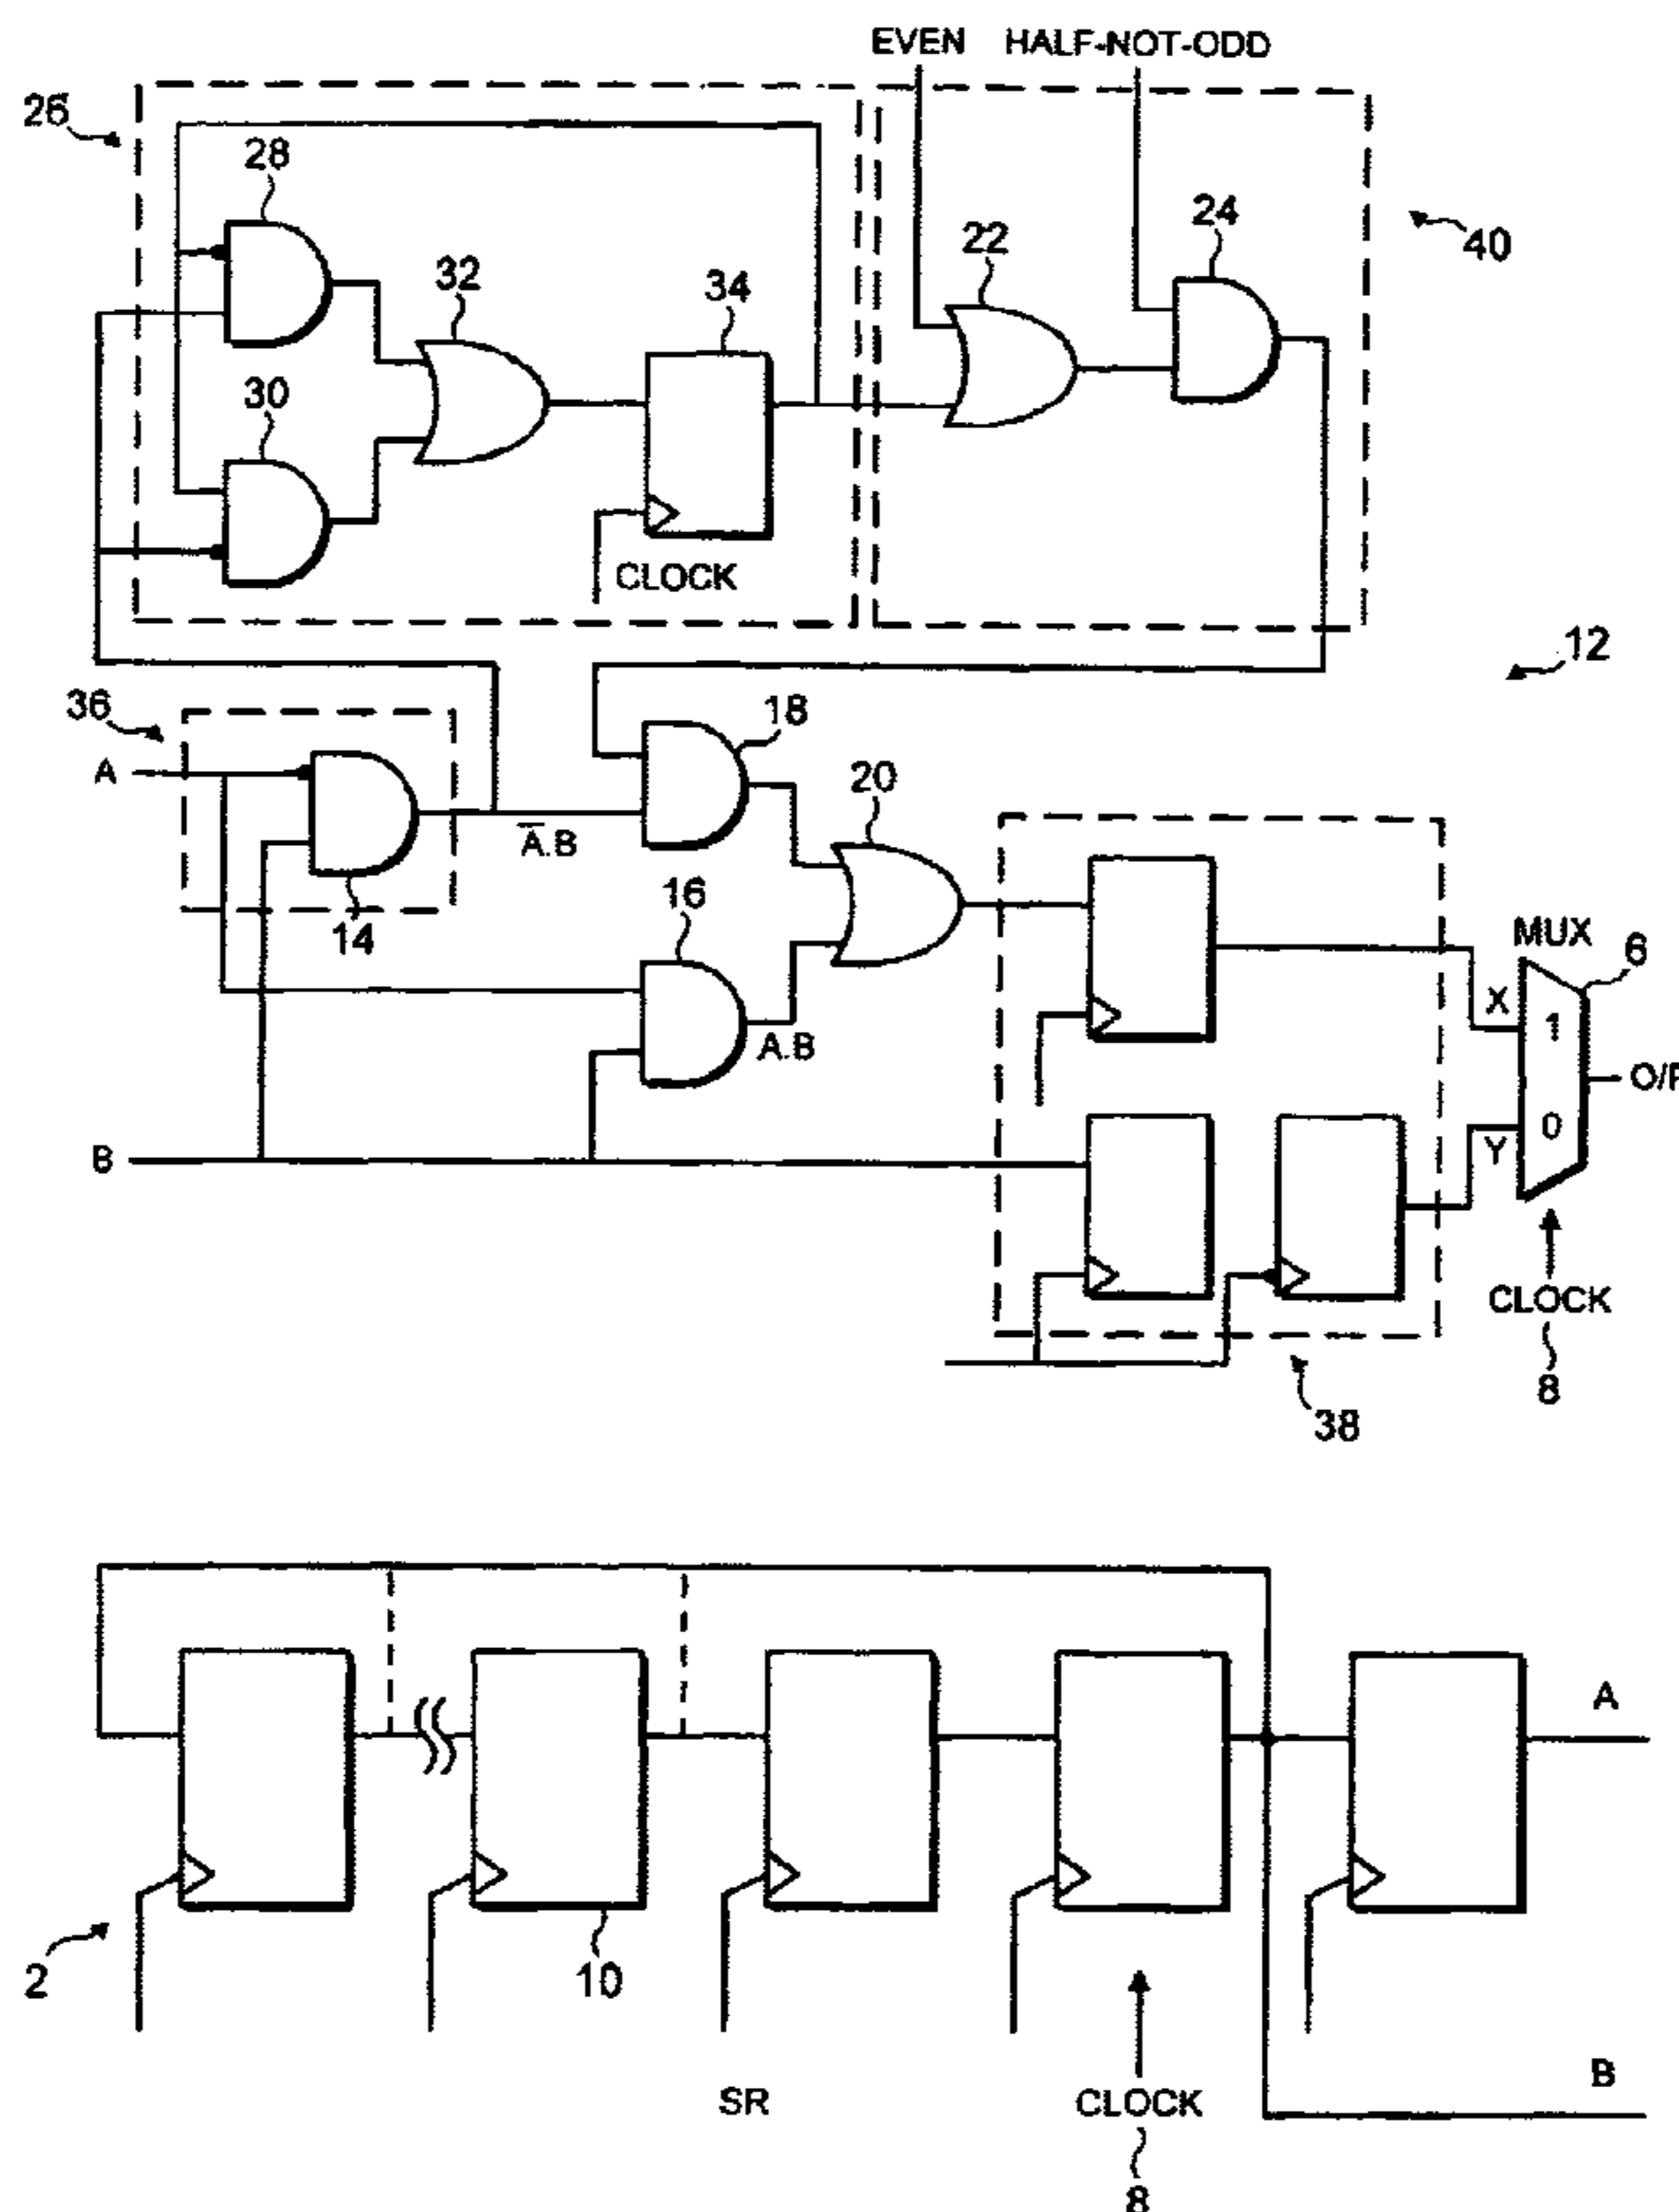 EVEN HALF-NOT-ODD
26
28
24
40
22
32
34
30
CLOCK
12
36
18
A
20
A̅.B
16
MUX
14
6
X
1
A.B
O/P
0
B
Y
CLOCK
8
38
A
2
10
B
SR
CLOCK
8